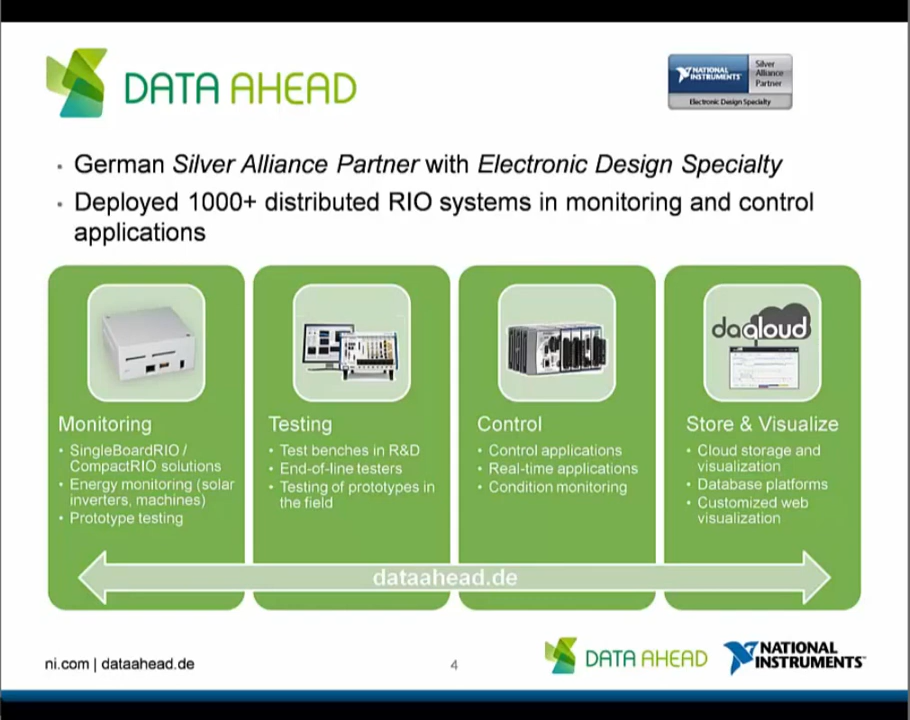 DATA AHEAD
NATIONAL INSTRUMENTS
Silver
Alliance
Partner
Electronic Design Specialty
• German Silver Alliance Partner with Electronic Design Specialty
• Deployed 1000+ distributed RIO systems in monitoring and control
applications
Monitoring
• SingleBoardRIO /
CompactRIO solutions
• Energy monitoring (solar
inverters, machines)
• Prototype testing
Testing
• Test benches in R&D
• End-of-line testers
• Testing of prototypes in
the field
Control
• Control applications
• Real-time applications
• Condition monitoring
daqloud
Store & Visualize
• Cloud storage and
visualization
• Database platforms
• Customized web
visualization
dataahead.de
ni.com | dataahead.de
4
DATA AHEAD
NATIONAL
INSTRUMENTS